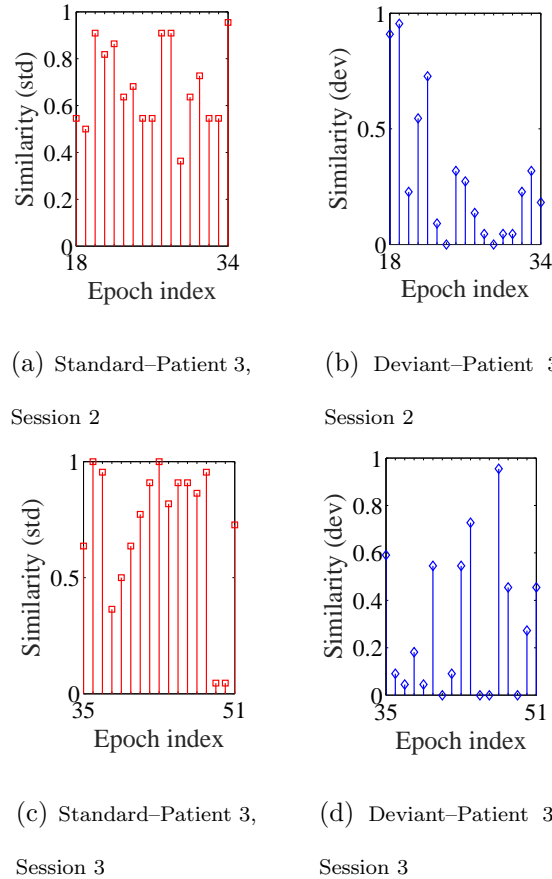 1
0.8
0.6
0.4
0.2
0
Similarity (std)
18 34
Epoch index
1
0.5
0
Similarity (dev)
18 34
Epoch index
(a) Standard–Patient 3,
Session 2
(b) Deviant–Patient 3
Session 2
1
0.5
0
Similarity (std)
35 51
Epoch index
1
0.8
0.6
0.4
0.2
0
Similarity (dev)
35 51
Epoch index
(c) Standard–Patient 3,
Session 3
(d) Deviant–Patient 3
Session 3